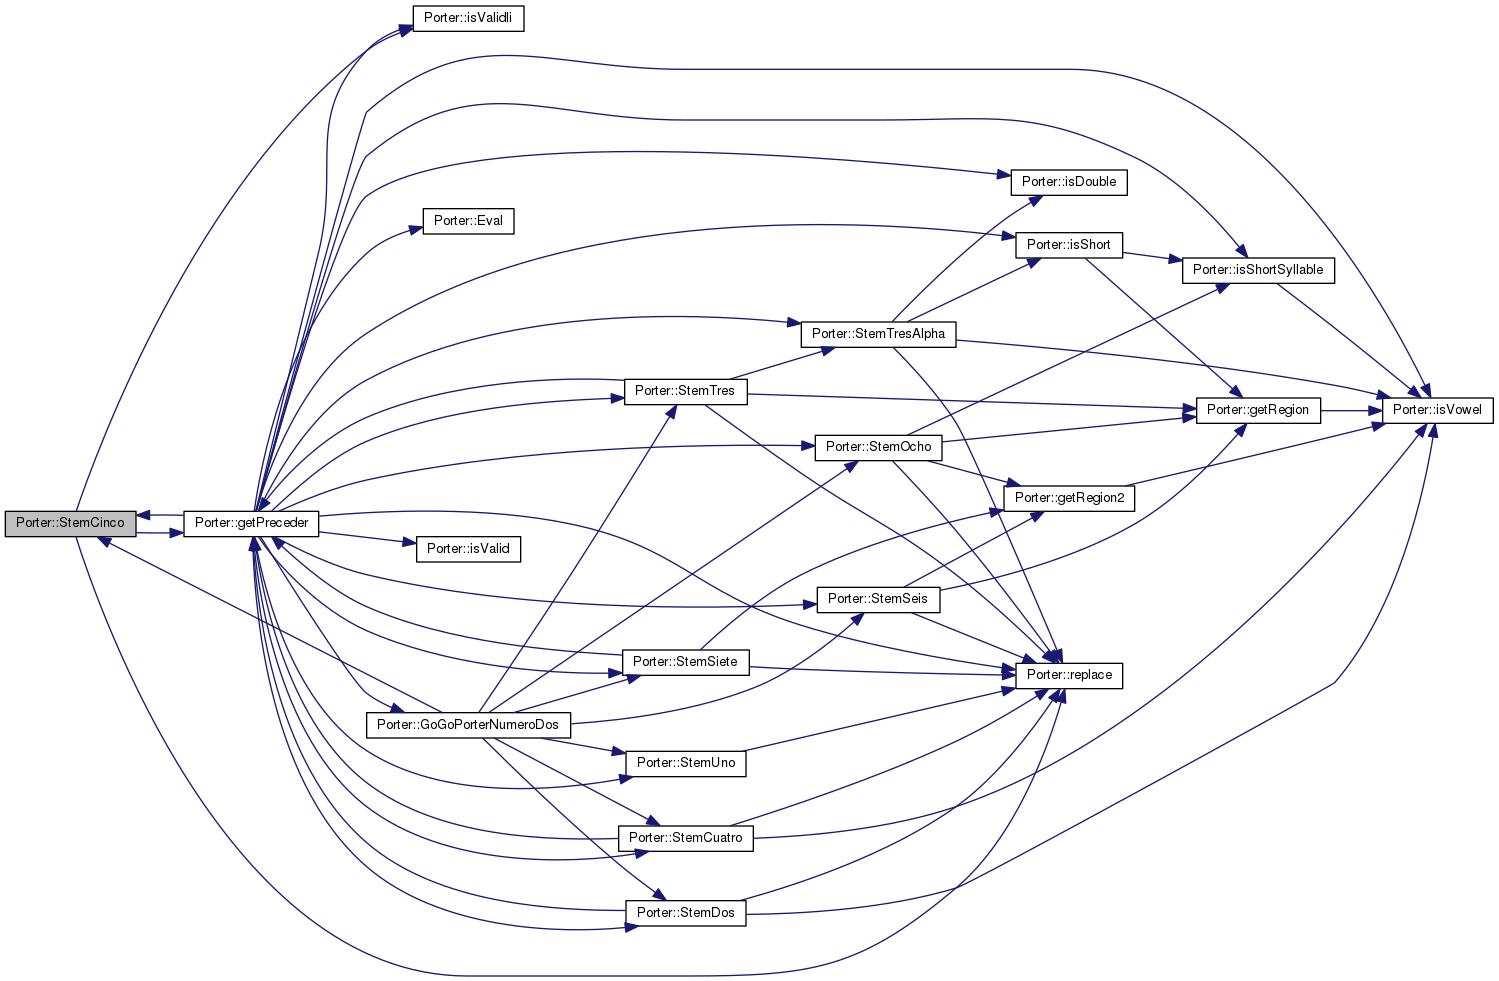 Porter::isValidli
Porter::isDouble
Porter::Eval
Porter::isShort
Porter::isShortSyllable
Porter::StemTresAlpha
Porter::StemTres
Porter::getRegion
Porter::isVowel
Porter::StemOcho
Porter::getRegion2
Porter::StemCinco
Porter::getPreceder
Porter::isValid
Porter::StemSeis
Porter::StemSiete
Porter::replace
Porter::GoGoPorterNumeroDos
Porter::StemUno
Porter::StemCuatro
Porter::StemDos